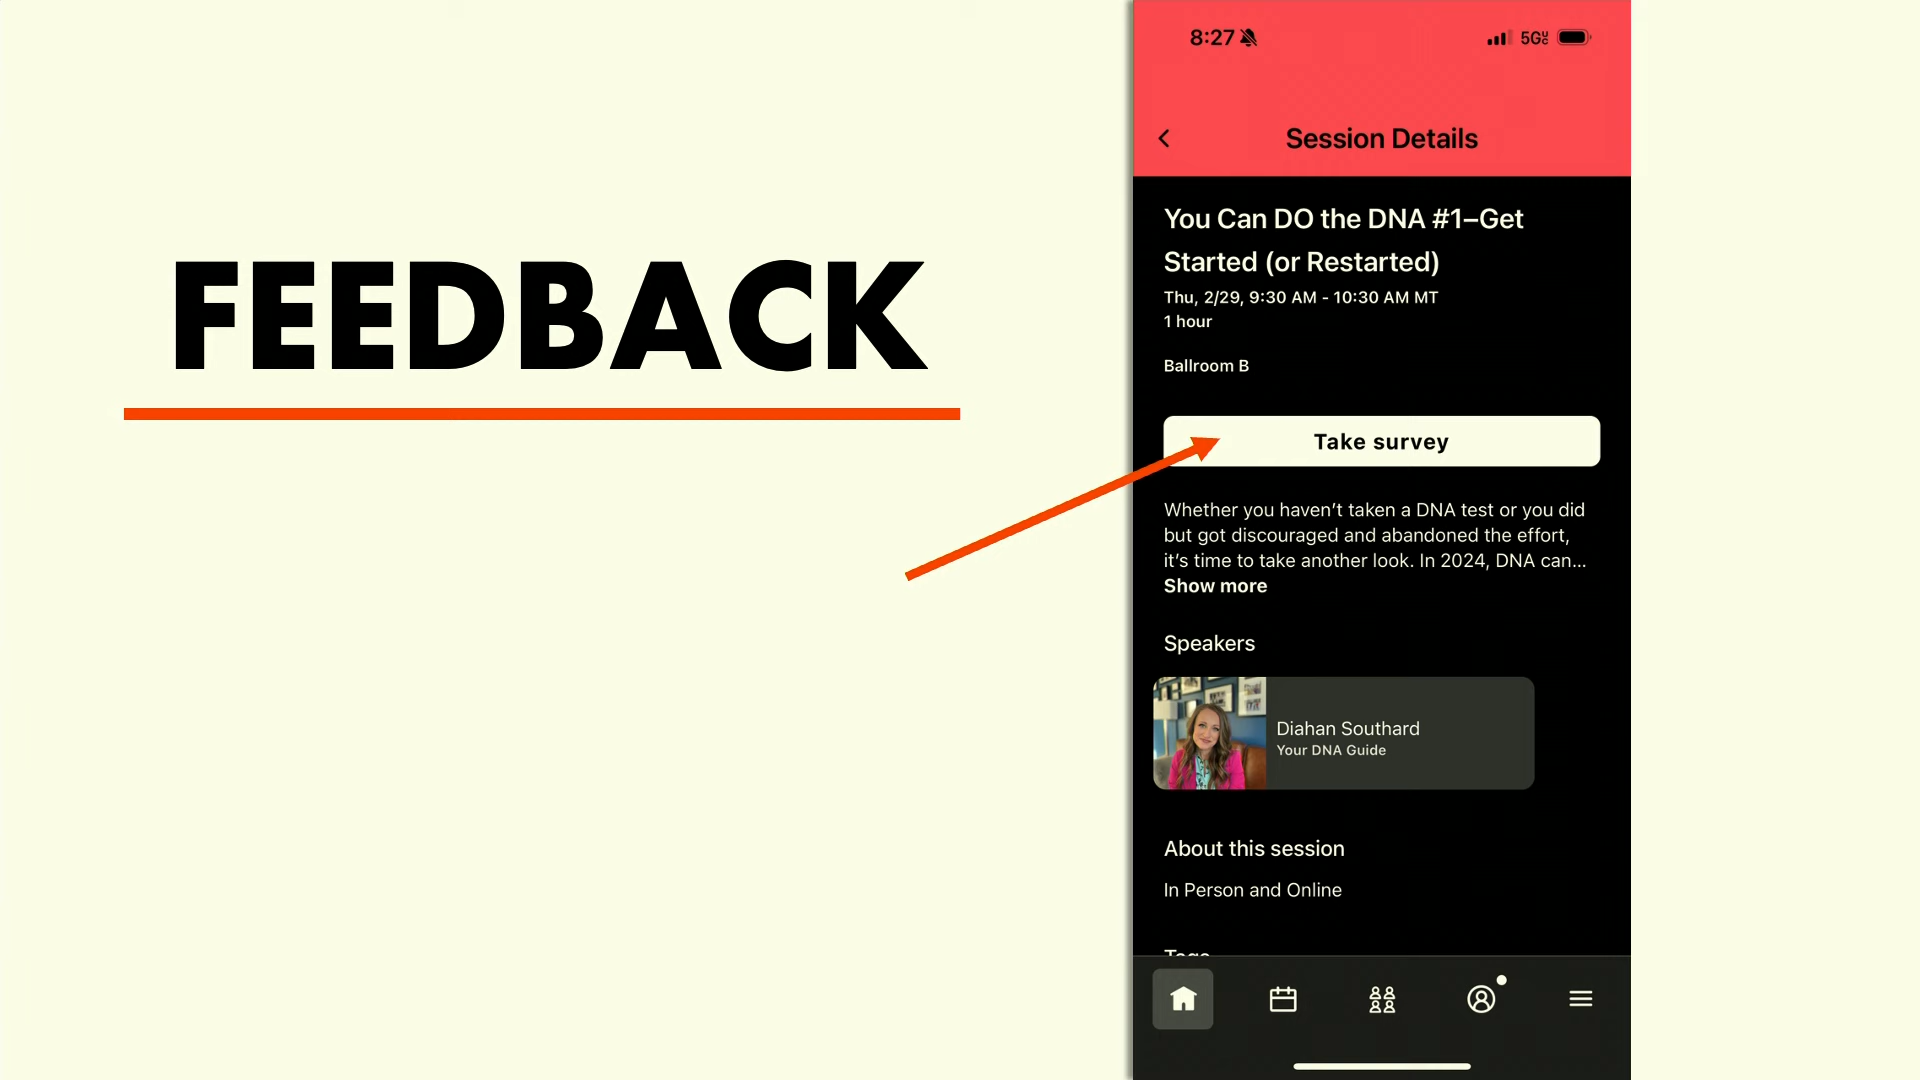 FEEDBACK
8:27
5G
Session Details
You Can DO the DNA #1–Get
Started (or Restarted)
Thu, 2/29, 9:30 AM - 10:30 AM MT
1 hour
Ballroom B
Take survey
Whether you haven’t taken a DNA test or you did
but got discouraged and abandoned the effort,
it’s time to take another look. In 2024, DNA can...
Show more
Speakers
Diahan Southard
Your DNA Guide
About this session
In Person and Online
Tags